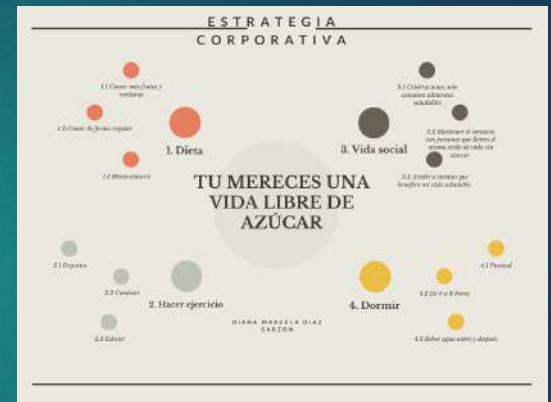 ESTRATEGIA
CORPORATIVA
1.1 Comer más frutas y
verduras
1.3 Comer de forma regular
1.2 Menos azúcares
1. Dieta
3.1 Celebraciones, solo
consumo alimentos
saludables
3.2 Mantener el contacto
con personas que lleven el
mismo estilo de vida sin
azucar
3.3 Asistir a eventos que
beneficie mi vida saludable.
3. Vida social
TU MERECES UNA
VIDA LIBRE DE
AZÚCAR
2.1 Deportes
2.2 Caminar
2.3 Estirar
2. Hacer ejercicio
4. Dormir
4.1 Puntual
4.2 De 6 a 8 horas
4.3 Beber agua antes y después
DIANA MARCELA DIAZ
GARZON